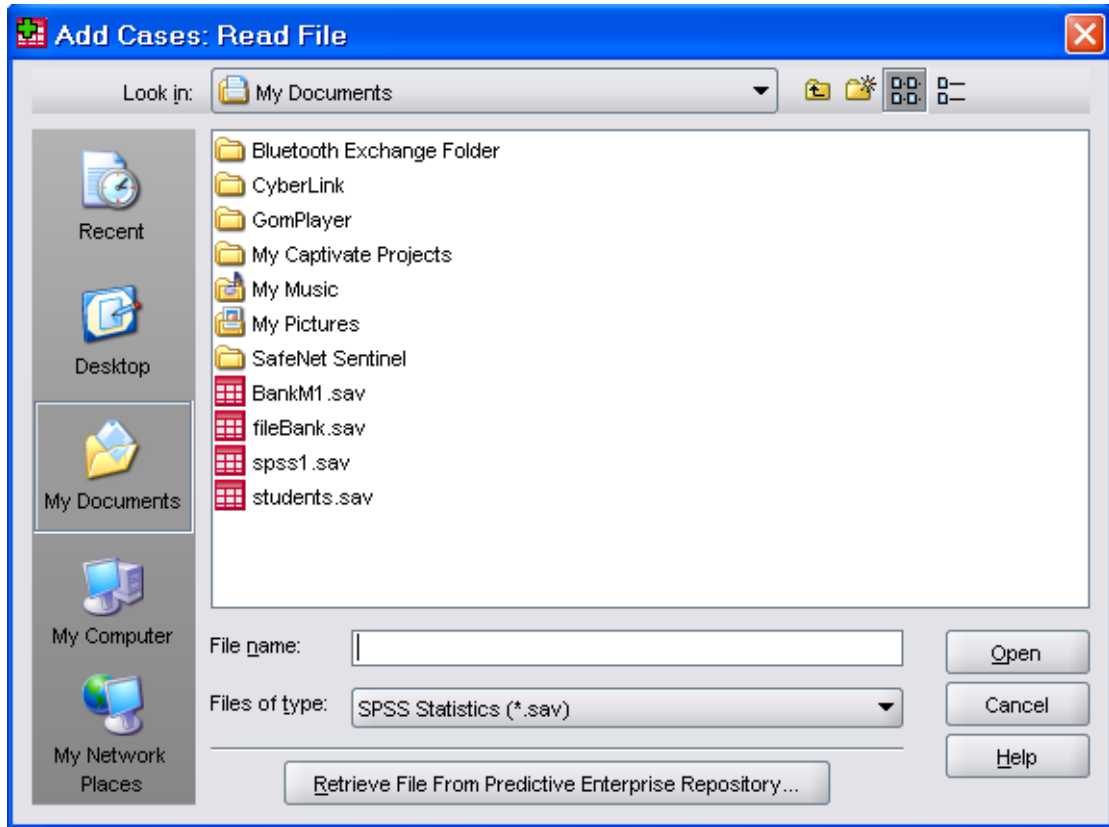 Add Cases: Read File
Look in: My Documents
Recent
Desktop
My Documents
My Computer
My Network
Places
Bluetooth Exchange Folder
CyberLink
GomPlayer
My Captivate Projects
My Music
My Pictures
SafeNet Sentinel
BankM1.sav
fileBank.sav
spss1.sav
students.sav
File name:
Open
Files of type: SPSS Statistics (*.sav)
Cancel
Help
Retrieve File From Predictive Enterprise Repository...